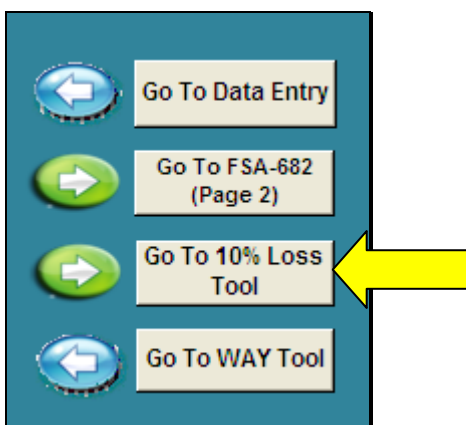 Go To Data Entry
Go To FSA-682
(Page 2)
Go To 10% Loss
Tool
Go To WAY Tool